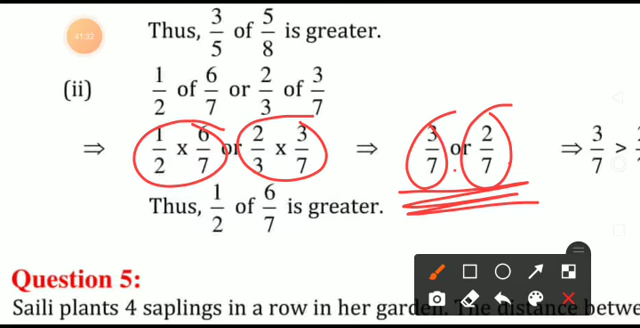 41:32
Thus, 3/5 of 5/8 is greater.
(ii) 1/2 of 6/7 or 2/3 of 3/7
⇒ 1/2 x 6/7 or 2/3 x 3/7 ⇒ 3/7 or 2/7 ⇒ 3/7 >
Thus, 1/2 of 6/7 is greater.
Question 5:
Saili plants 4 saplings in a row in her garden. The distance betwe